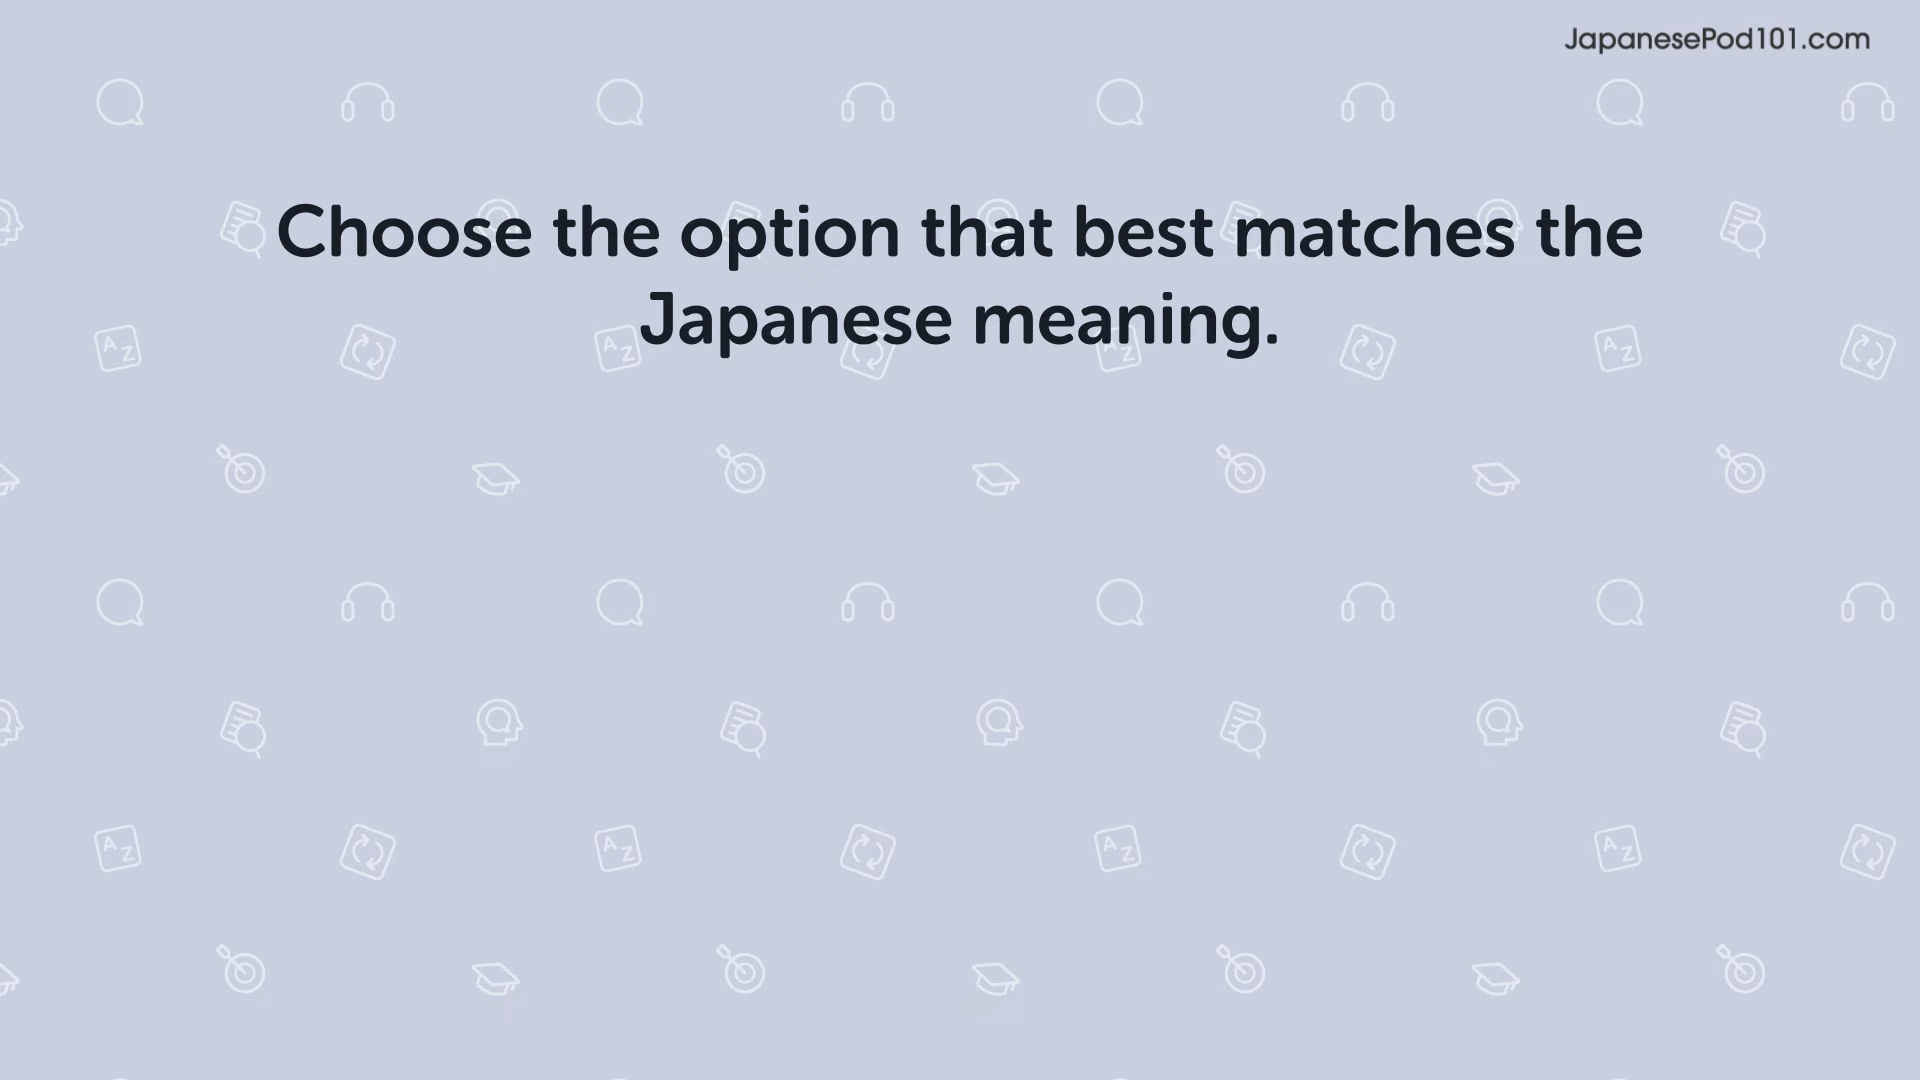 JapanesePod101.com
Choose the option that best matches the
Japanese meaning.